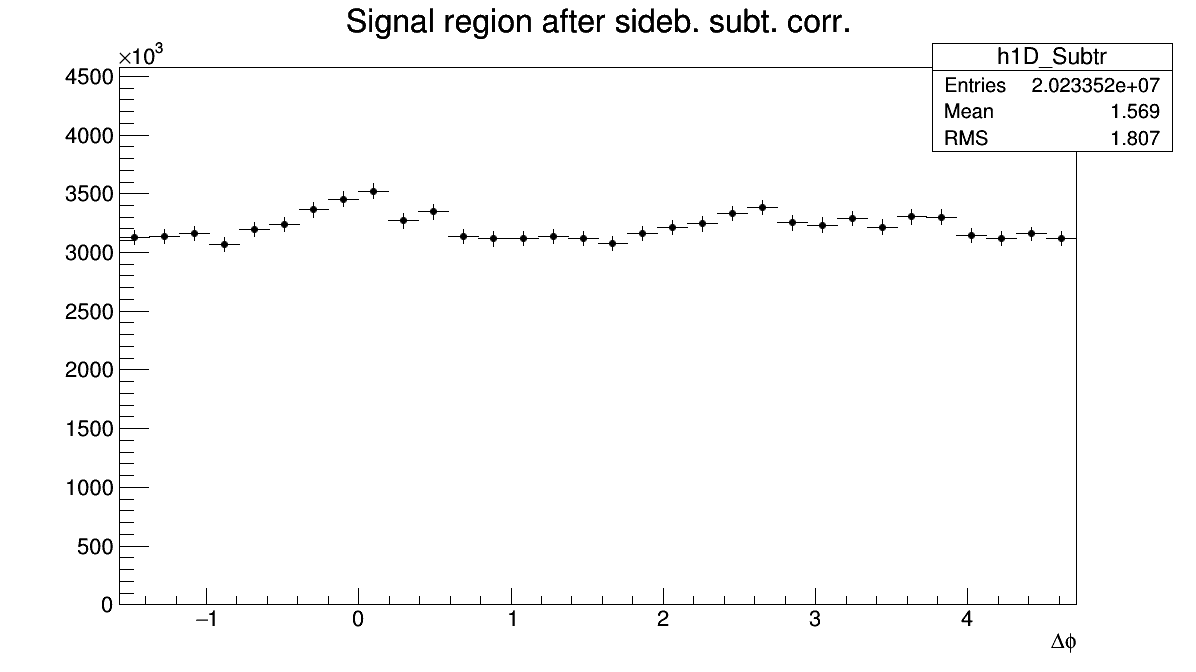 Signal region after sideb. subt. corr.
×10³
h1D_Subtr
Entries 2.023352e+07
Mean 1.569
RMS 1.807
4500
4000
3500
3000
2500
2000
1500
1000
500
0
−1 0 1 2 3 4
Δϕ